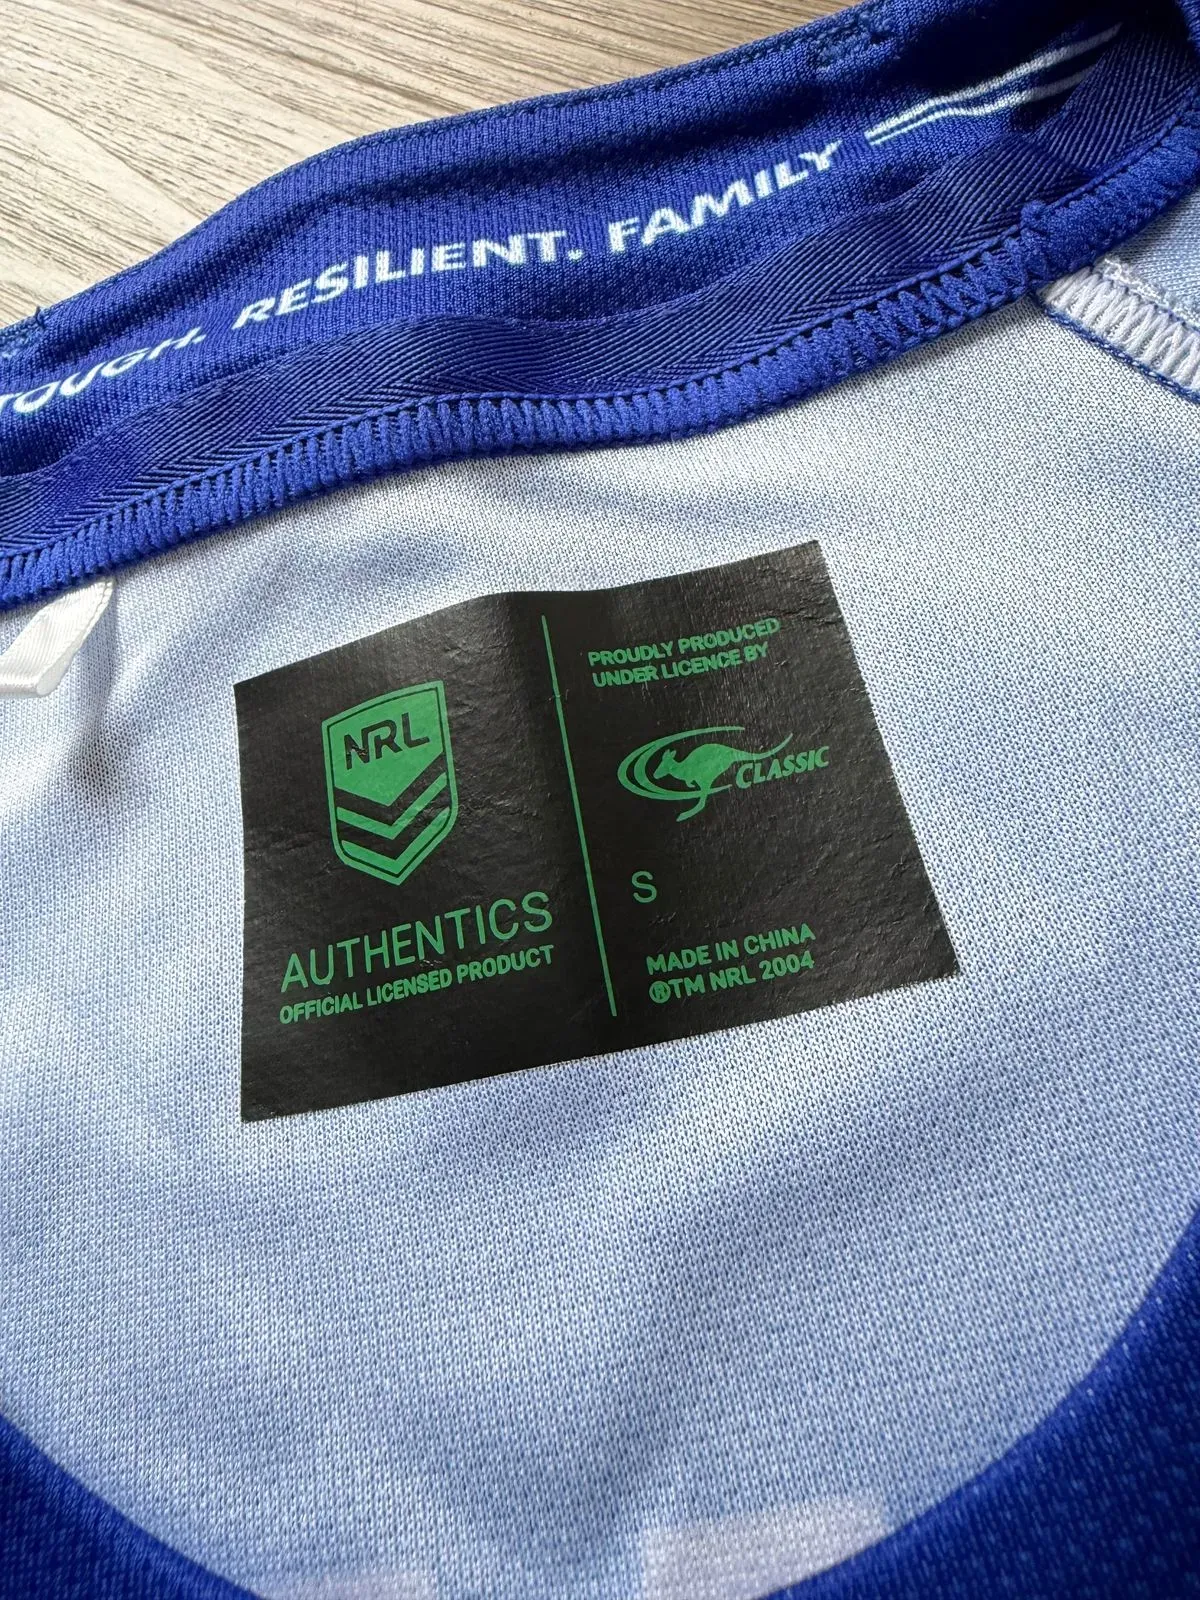 TOUGH. RESILIENT. FAMILY
NRL
AUTHENTICS
OFFICIAL LICENSED PRODUCT
PROUDLY PRODUCED
UNDER LICENCE BY
CLASSIC
S
MADE IN CHINA
®TM NRL 2004